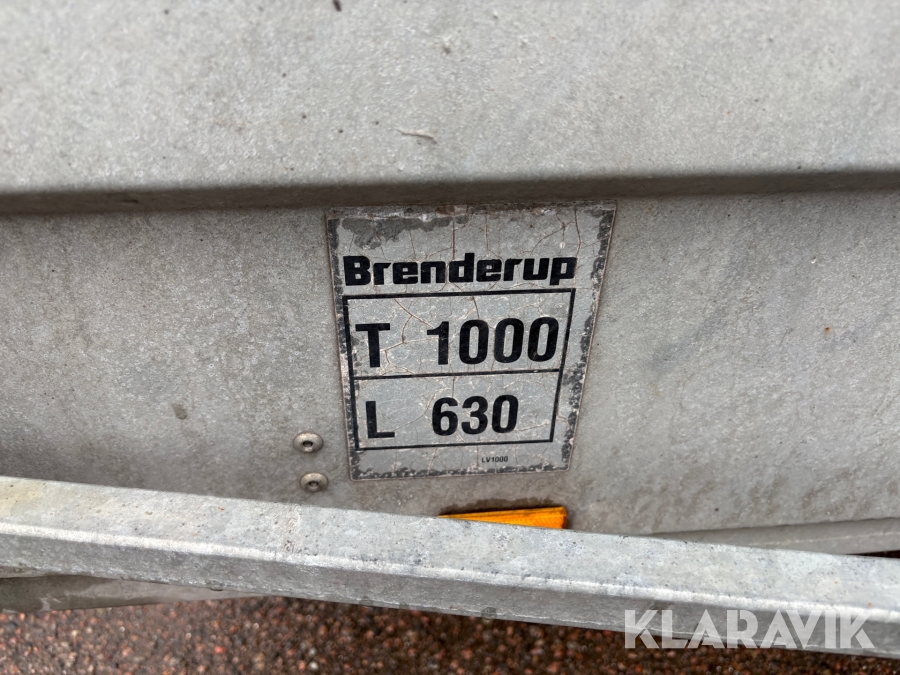 Brenderup
T 1000
L 630
LV1000
KLARAVIK